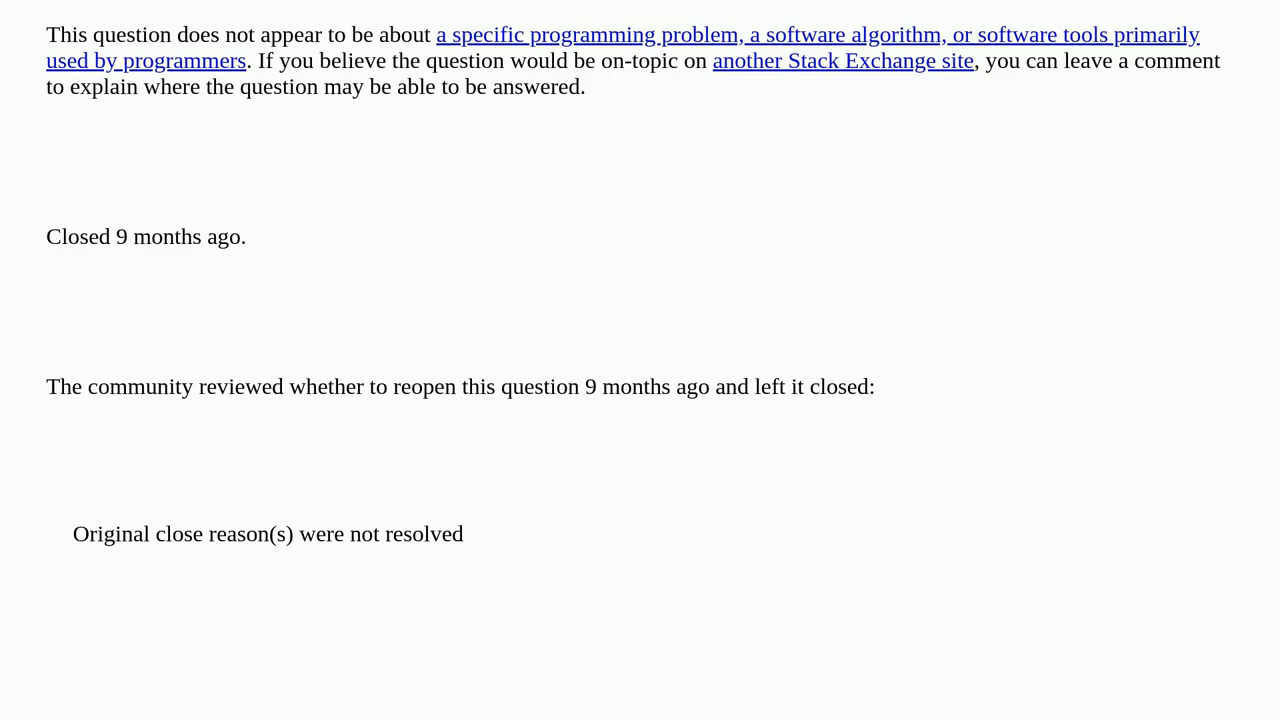 This question does not appear to be about a specific programming problem, a software algorithm, or software tools primarily
used by programmers. If you believe the question would be on-topic on another Stack Exchange site, you can leave a comment
to explain where the question may be able to be answered.
Closed 9 months ago.
The community reviewed whether to reopen this question 9 months ago and left it closed:
Original close reason(s) were not resolved